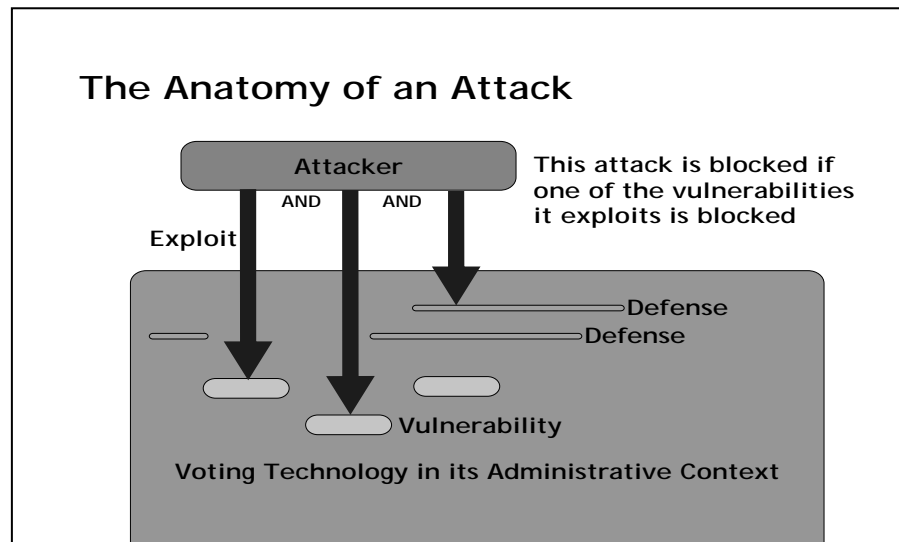 The Anatomy of an Attack
Attacker
This attack is blocked if
one of the vulnerabilities
it exploits is blocked
AND AND
Exploit
Defense
Defense
Vulnerability
Voting Technology in its Administrative Context